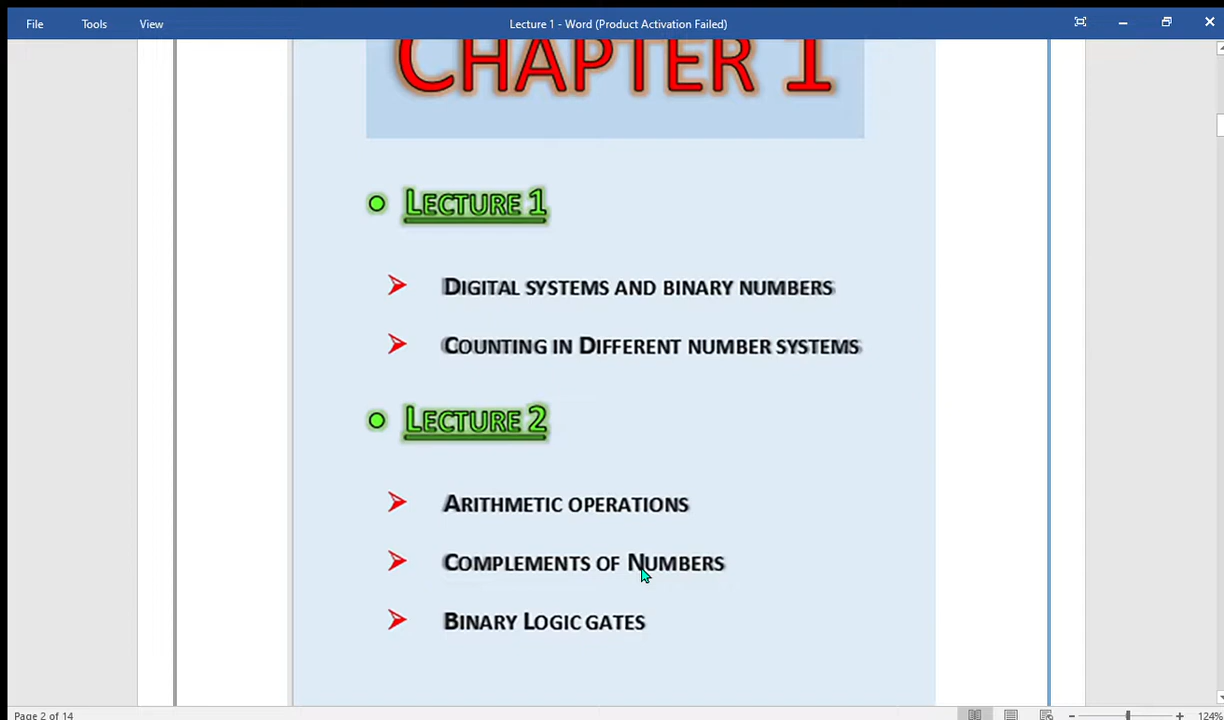 File Tools View Lecture 1 - Word (Product Activation Failed)
CHAPTER 1
LECTURE 1
DIGITAL SYSTEMS AND BINARY NUMBERS
COUNTING IN DIFFERENT NUMBER SYSTEMS
LECTURE 2
ARITHMETIC OPERATIONS
COMPLEMENTS OF NUMBERS
BINARY LOGIC GATES
Page 2 of 14 124%